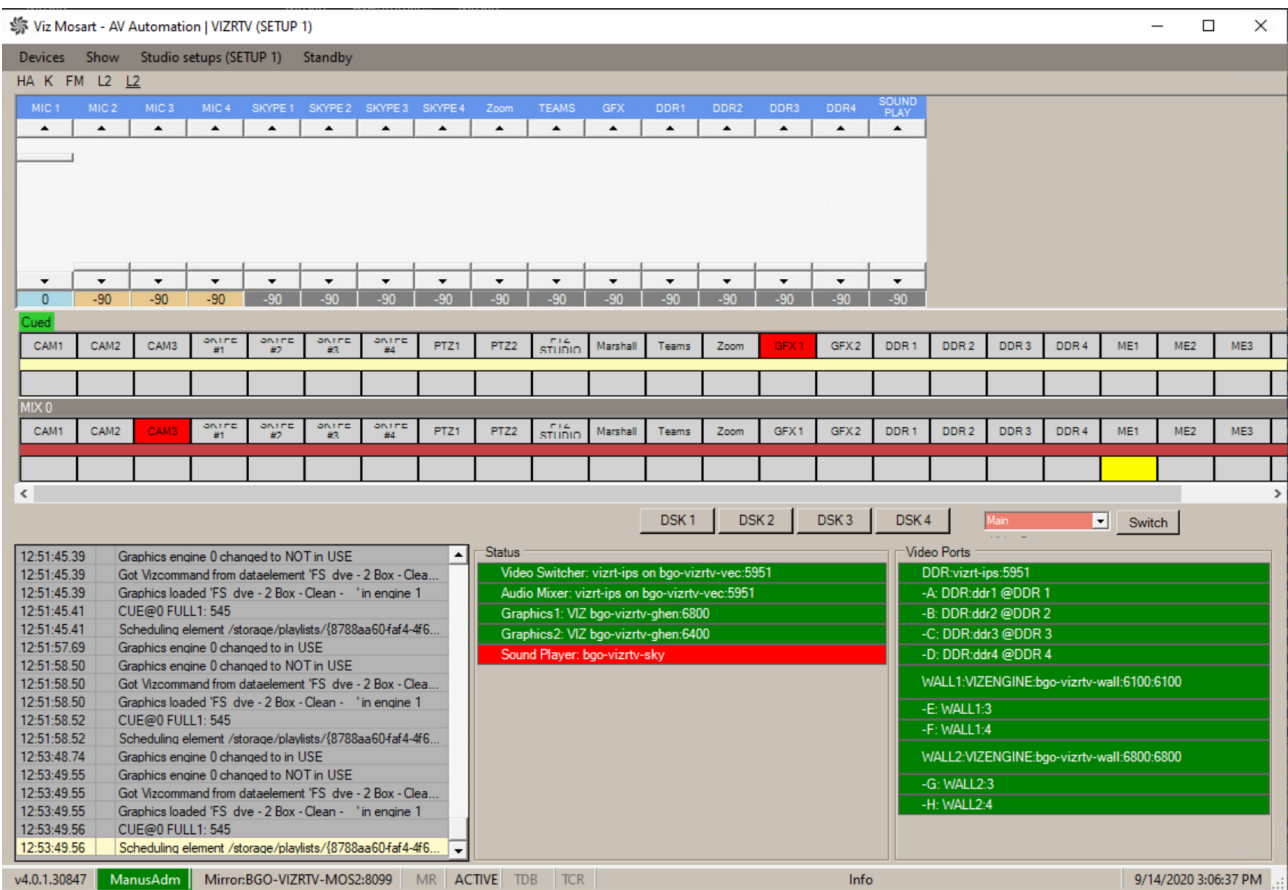 Viz Mosart - AV Automation | VIZRTV (SETUP 1)
Devices Show Studio setups (SETUP 1) Standby
HA K FM L2 L2
MIC 1 MIC 2 MIC 3 MIC 4 SKYPE 1 SKYPE 2 SKYPE 3 SKYPE 4 Zoom TEAMS GFX DDR1 DDR2 DDR3 DDR4 SOUND PLAY
0 -90 -90 -90 -90 -90 -90 -90 -90 -90 -90 -90 -90 -90 -90 -90
Cued
CAM1 CAM2 CAM3 SKYPE #1 SKYPE #2 SKYPE #3 SKYPE #4 PTZ1 PTZ2 PTZ STUDIO Marshall Teams Zoom GFX1 GFX2 DDR 1 DDR 2 DDR 3 DDR 4 ME1 ME2 ME3
MIX 0
CAM1 CAM2 CAM3 SKYPE #1 SKYPE #2 SKYPE #3 SKYPE #4 PTZ1 PTZ2 PTZ STUDIO Marshall Teams Zoom GFX1 GFX2 DDR 1 DDR 2 DDR 3 DDR 4 ME1 ME2 ME3
DSK 1 DSK 2 DSK 3 DSK 4 Main Switch
12:51:45.39 Graphics engine 0 changed to NOT in USE
12:51:45.39 Got Vizcommand from dataelement 'FS dve - 2 Box - Clea...
12:51:45.39 Graphics loaded 'FS dve - 2 Box - Clean - ' in engine 1
12:51:45.41 CUE@0 FULL1: 545
12:51:45.41 Scheduling element /storage/playlists/{8788aa60-faf4-4f6...
12:51:57.69 Graphics engine 0 changed to in USE
12:51:58.50 Graphics engine 0 changed to NOT in USE
12:51:58.50 Got Vizcommand from dataelement 'FS dve - 2 Box - Clea...
12:51:58.50 Graphics loaded 'FS dve - 2 Box - Clean - ' in engine 1
12:51:58.52 CUE@0 FULL1: 545
12:51:58.52 Scheduling element /storage/playlists/{8788aa60-faf4-4f6...
12:53:48.74 Graphics engine 0 changed to in USE
12:53:49.55 Graphics engine 0 changed to NOT in USE
12:53:49.55 Got Vizcommand from dataelement 'FS dve - 2 Box - Clea...
12:53:49.55 Graphics loaded 'FS dve - 2 Box - Clean - ' in engine 1
12:53:49.56 CUE@0 FULL1: 545
12:53:49.56 Scheduling element /storage/playlists/{8788aa60-faf4-4f6...
Status
Video Switcher: vizrt-ips on bgo-vizrtv-vec:5951
Audio Mixer: vizrt-ips on bgo-vizrtv-vec:5951
Graphics1: VIZ bgo-vizrtv-ghen:6800
Graphics2: VIZ bgo-vizrtv-ghen:6400
Sound Player: bgo-vizrtv-sky
Video Ports
DDR:vizrt-ips:5951
-A: DDR:ddr1 @DDR 1
-B: DDR:ddr2 @DDR 2
-C: DDR:ddr3 @DDR 3
-D: DDR:ddr4 @DDR 4
WALL1:VIZENGINE:bgo-vizrtv-wall:6100:6100
-E: WALL1:3
-F: WALL1:4
WALL2:VIZENGINE:bgo-vizrtv-wall:6800:6800
-G: WALL2:3
-H: WALL2:4
v4.0.1.30847 ManusAdm Mirror:BGO-VIZRTV-MOS2:8099 MR ACTIVE TDB TCR Info 9/14/2020 3:06:37 PM